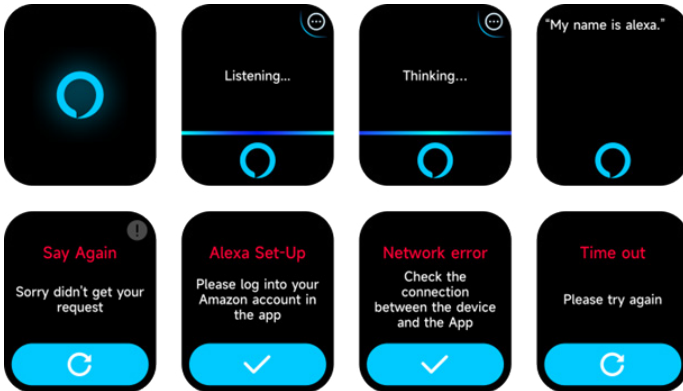 Listening...
Thinking...
“My name is alexa.”
Say Again
Sorry didn't get your
request
Alexa Set-Up
Please log into your
Amazon account in
the app
Network error
Check the
connection
between the device
and the App
Time out
Please try again